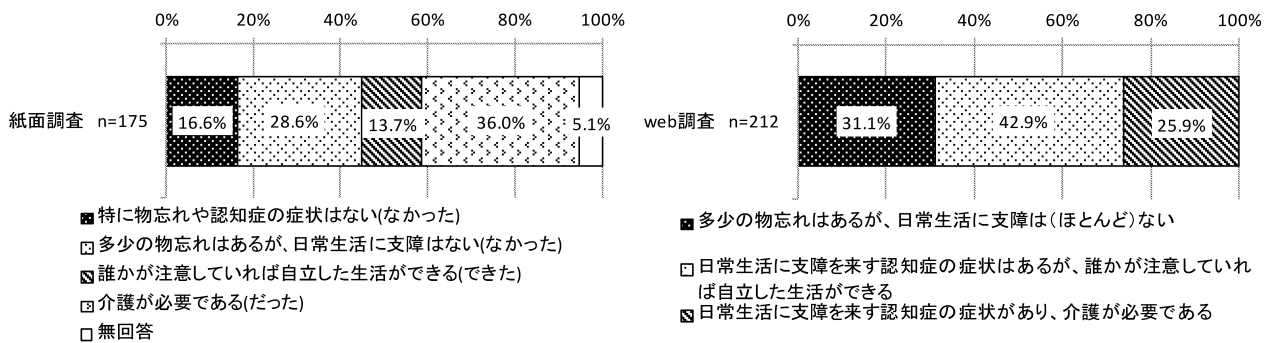 0% 20% 40% 60% 80% 100%
紙面調査 n=175
16.6% 28.6% 13.7% 36.0% 5.1%
特に物忘れや認知症の症状はない(なかった)
多少の物忘れはあるが、日常生活に支障はない(なかった)
誰かが注意していれば自立した生活ができる(できた)
介護が必要である(だった)
無回答
0% 20% 40% 60% 80% 100%
web調査 n=212
31.1% 42.9% 25.9%
多少の物忘れはあるが、日常生活に支障は(ほとんど)ない
日常生活に支障を来す認知症の症状はあるが、誰かが注意していれ
ば自立した生活ができる
日常生活に支障を来す認知症の症状があり、介護が必要である